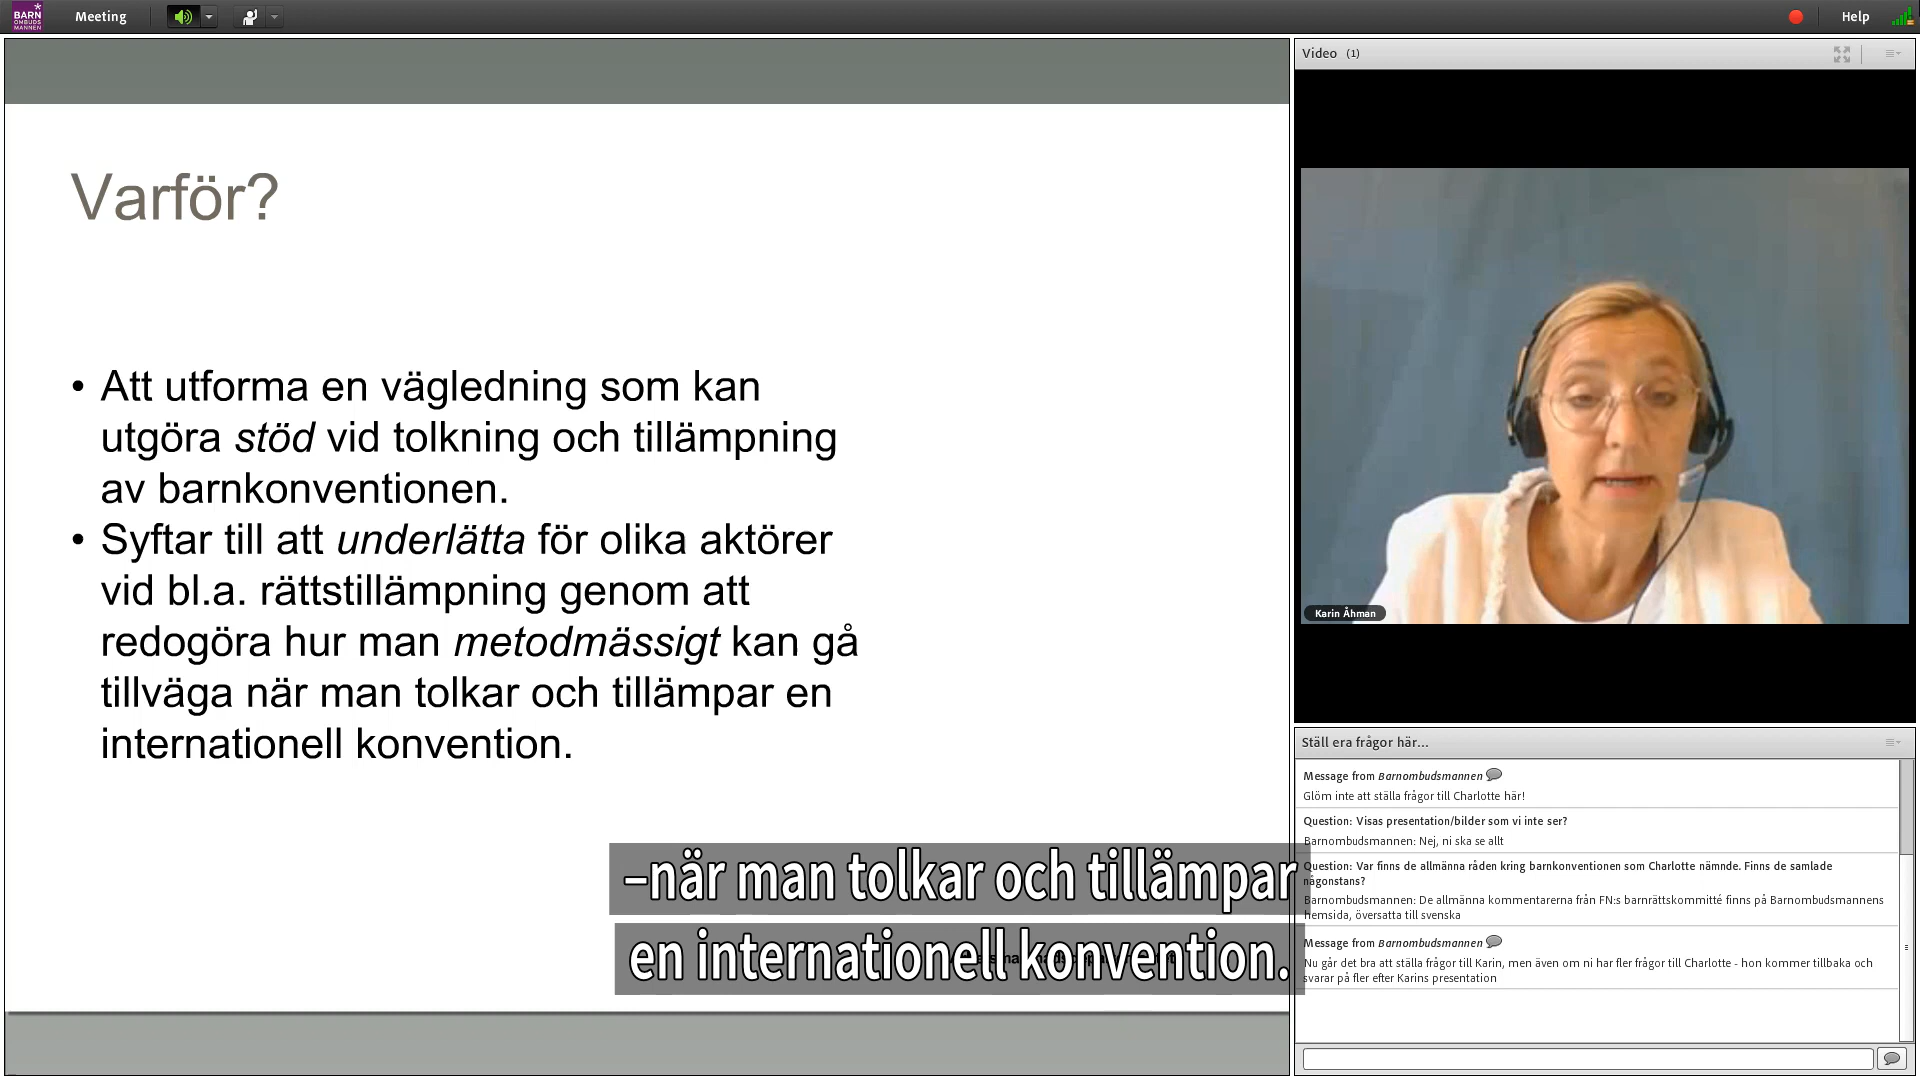 BARN
OMBUDS
MANNEN
Meeting
Help
Varför?
• Att utforma en vägledning som kan
utgöra stöd vid tolkning och tillämpning
av barnkonventionen.
• Syftar till att underlätta för olika aktörer
vid bl.a. rättstillämpning genom att
redogöra hur man metodmässigt kan gå
tillväga när man tolkar och tillämpar en
internationell konvention.
–när man tolkar och tillämpar
en internationell konvention.
Video (1)
Karin Åhman
Ställ era frågor här...
Message from Barnombudsmannen
Glöm inte att ställa frågor till Charlotte här!
Question: Visas presentation/bilder som vi inte ser?
Barnombudsmannen: Nej, ni ska se allt
Question: Var finns de allmänna råden kring barnkonventionen som Charlotte nämnde. Finns de samlade
någonstans?
Barnombudsmannen: De allmänna kommentarerna från FN:s barnrättskommitté finns på Barnombudsmannens
hemsida, översatta till svenska
Message from Barnombudsmannen
Nu går det bra att ställa frågor till Karin, men även om ni har fler frågor till Charlotte - hon kommer tillbaka och
svarar på fler efter Karins presentation